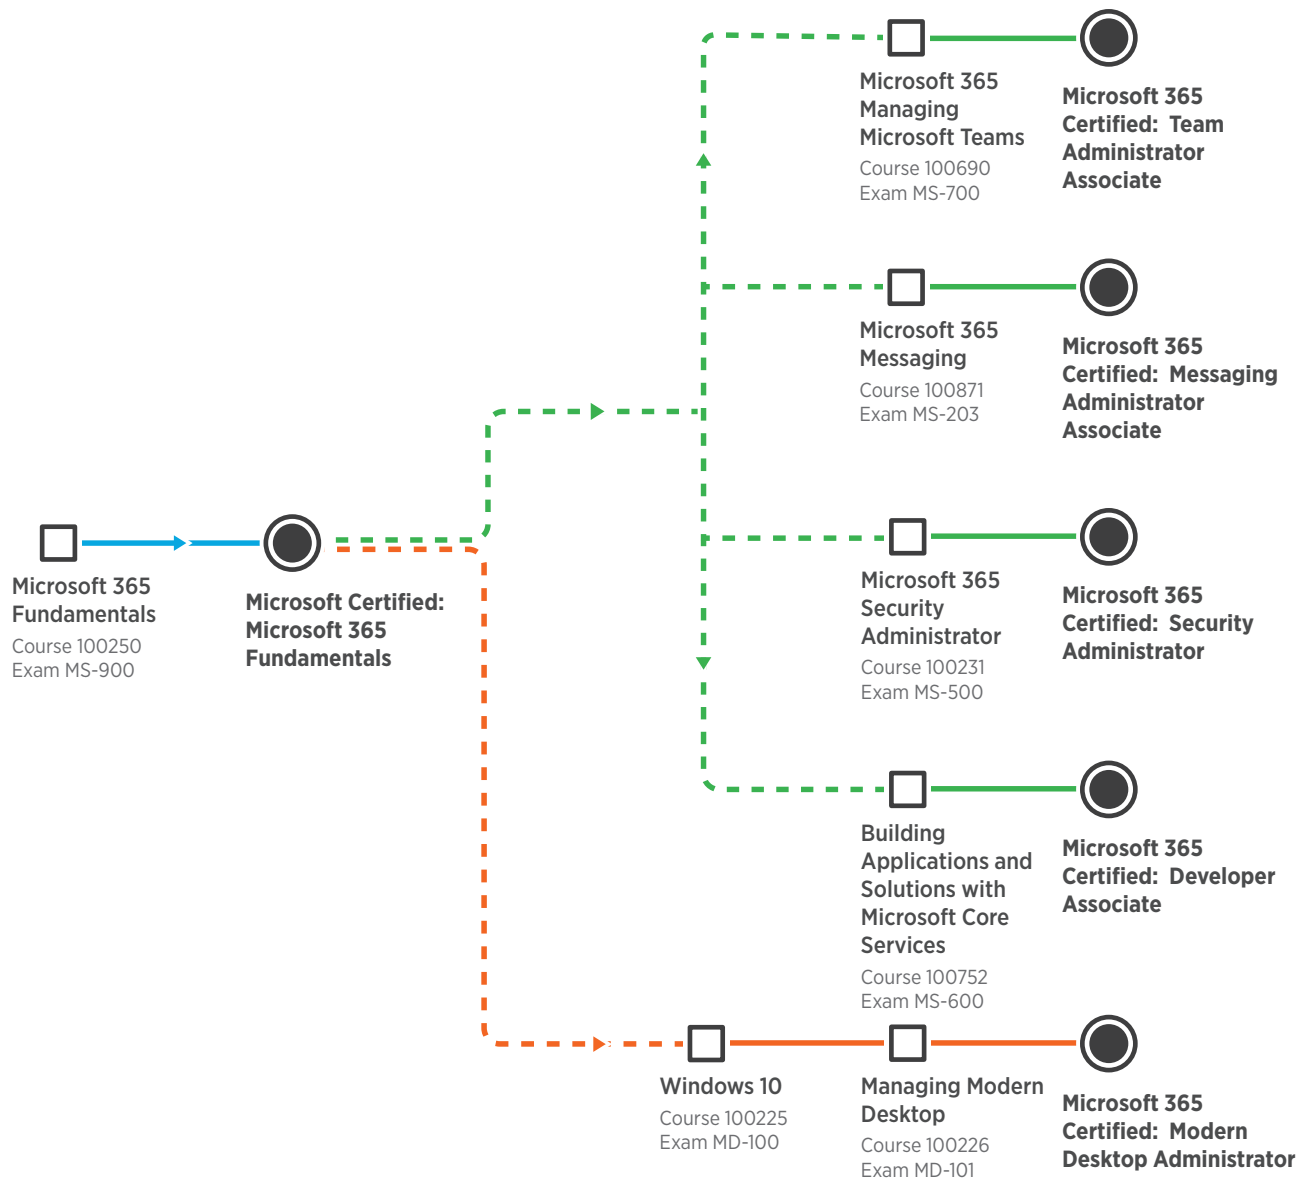 Microsoft 365
Managing
Microsoft Teams
Course 100690
Exam MS-700
Microsoft 365
Certified: Team
Administrator
Associate
Microsoft 365
Messaging
Course 100871
Exam MS-203
Microsoft 365
Certified: Messaging
Administrator
Associate
Microsoft 365
Fundamentals
Course 100250
Exam MS-900
Microsoft Certified:
Microsoft 365
Fundamentals
Microsoft 365
Security
Administrator
Course 100231
Exam MS-500
Microsoft 365
Certified: Security
Administrator
Building
Applications and
Solutions with
Microsoft Core
Services
Course 100752
Exam MS-600
Microsoft 365
Certified: Developer
Associate
Windows 10
Course 100225
Exam MD-100
Managing Modern
Desktop
Course 100226
Exam MD-101
Microsoft 365
Certified: Modern
Desktop Administrator